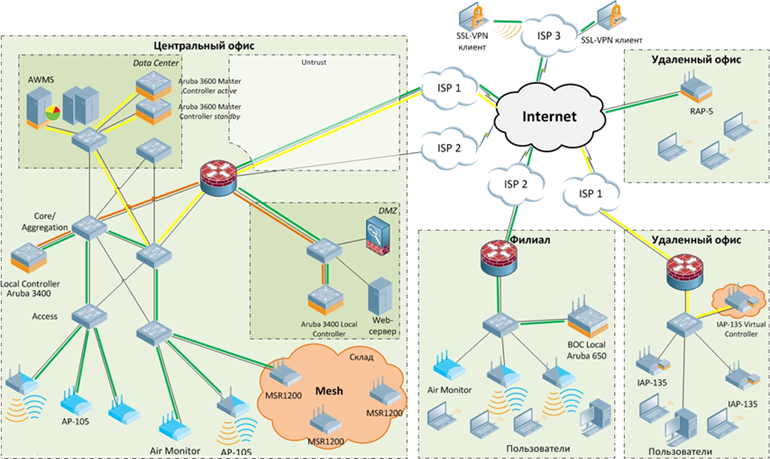 Центральный офис
Data Center
AWMS
Aruba 3600 Master
Controller active
Aruba 3600 Master
Controller standby
Untrust
Core/
Aggregation
Local Controller
Aruba 3400
Access
DMZ
Aruba 3400 Local
Controller
Web-
сервер
AP-105
Air Monitor
AP-105
Склад
Mesh
MSR1200
MSR1200
MSR1200
SSL-VPN
клиент
ISP 3
SSL-VPN клиент
ISP 1
ISP 2
Internet
ISP 2
ISP 1
Удаленный офис
RAP-5
Филиал
BOC Local
Aruba 650
Air Monitor
Пользователи
Удаленный офис
IAP-135 Virtual
Controller
IAP-135
IAP-135
Пользователи